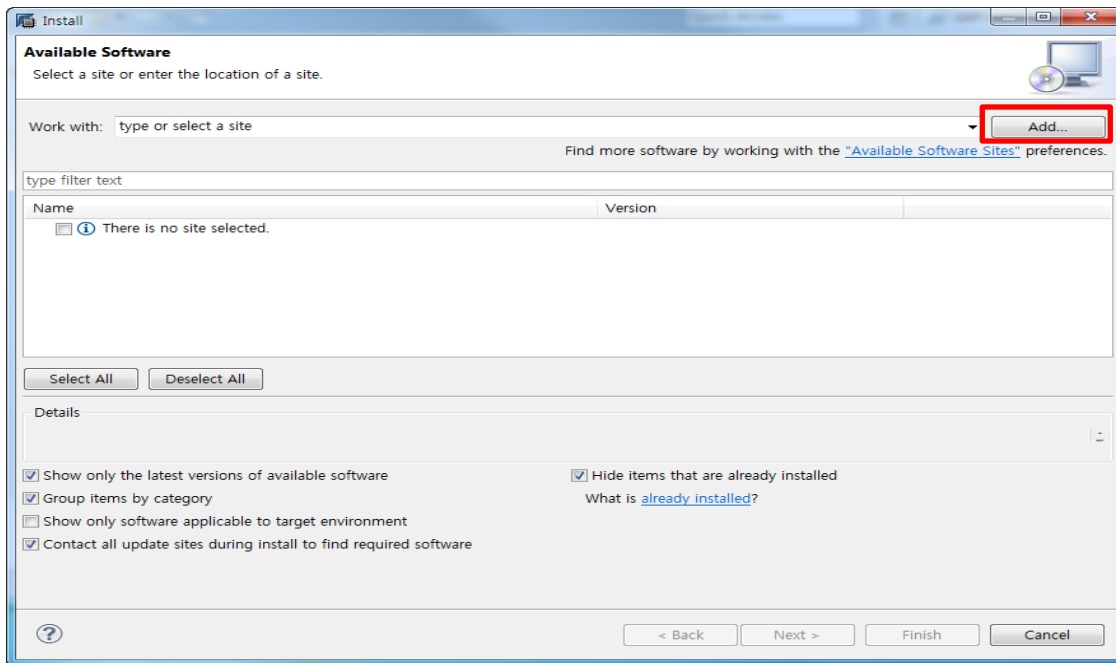 Install
Available Software
Select a site or enter the location of a site.
Work with: type or select a site Add...
Find more software by working with the "Available Software Sites" preferences.
type filter text
Name Version
There is no site selected.
Select All Deselect All
Details
Show only the latest versions of available software Hide items that are already installed
Group items by category What is already installed?
Show only software applicable to target environment
Contact all update sites during install to find required software
< Back Next > Finish Cancel